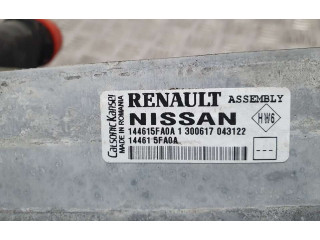 Calsonic Kansei
MADE IN ROMANIA
RENAULT ASSEMBLY
NISSAN
HW6
144615FA0A 1 300617 043122
14461 5FA0A
---